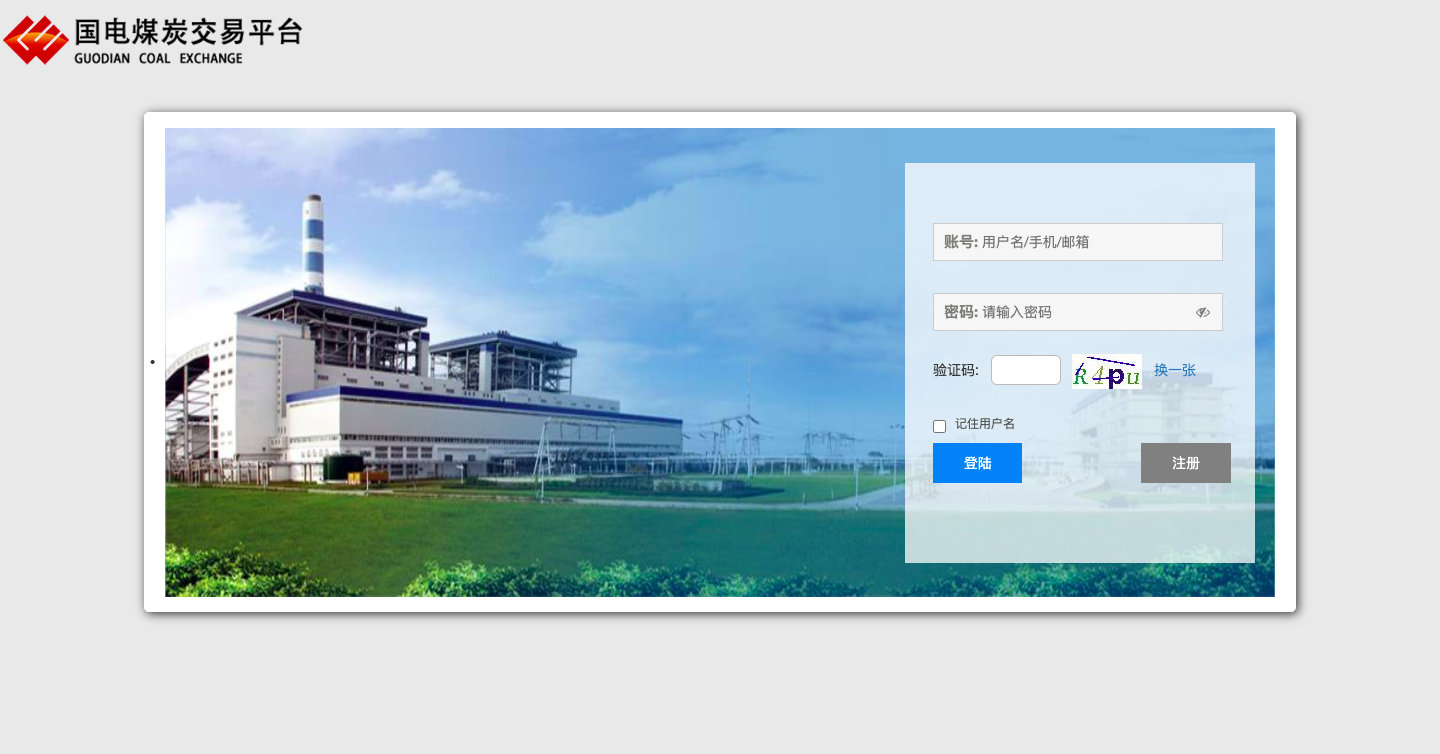 国电煤炭交易平台
GUODIAN COAL EXCHANGE
账号: 用户名/手机/邮箱
密码: 请输入密码
验证码: R4pu 换一张
记住用户名
登陆 注册